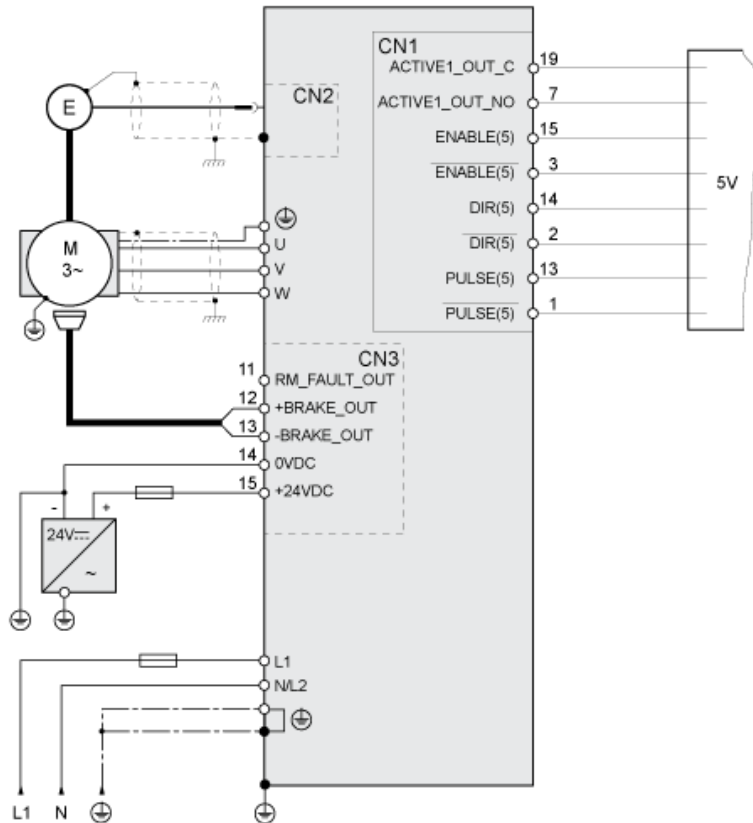 CN1
ACTIVE1_OUT_C 19
ACTIVE1_OUT_NO 7
ENABLE(5) 15
ENABLE(5) 3
DIR(5) 14
DIR(5) 2
PULSE(5) 13
PULSE(5) 1
5V
E
CN2
M
3~
U
V
W
CN3
11 RM_FAULT_OUT
12 +BRAKE_OUT
13 -BRAKE_OUT
14 0VDC
15 +24VDC
- +
24V
~
L1
N/L2
L1 N